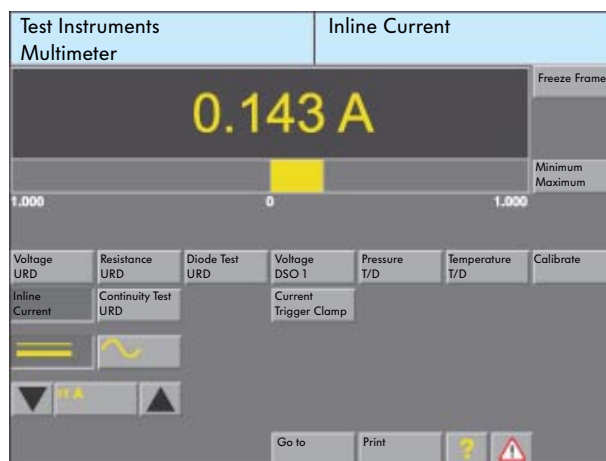 Test Instruments
Multimeter
Inline Current
Freeze Frame
0.143 A
Minimum
Maximum
1.000
0
1.000
Voltage
URD
Resistance
URD
Diode Test
URD
Voltage
DSO 1
Pressure
T/D
Temperature
T/D
Calibrate
Inline
Current
Continuity Test
URD
Current
Trigger Clamp
A
Go to
Print
?
!